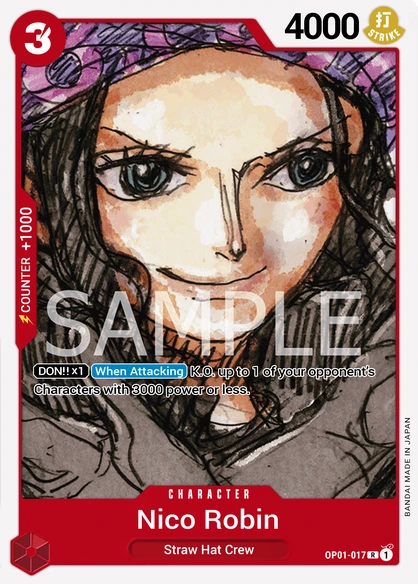 3
4000
打
STRIKE
COUNTER +1000
SAMPLE
DON!! x1 When Attacking K.O. up to 1 of your opponent's
Characters with 3000 power or less.
BANDAI MADE IN JAPAN
CHARACTER
Nico Robin
Straw Hat Crew
OP01-017 R 1